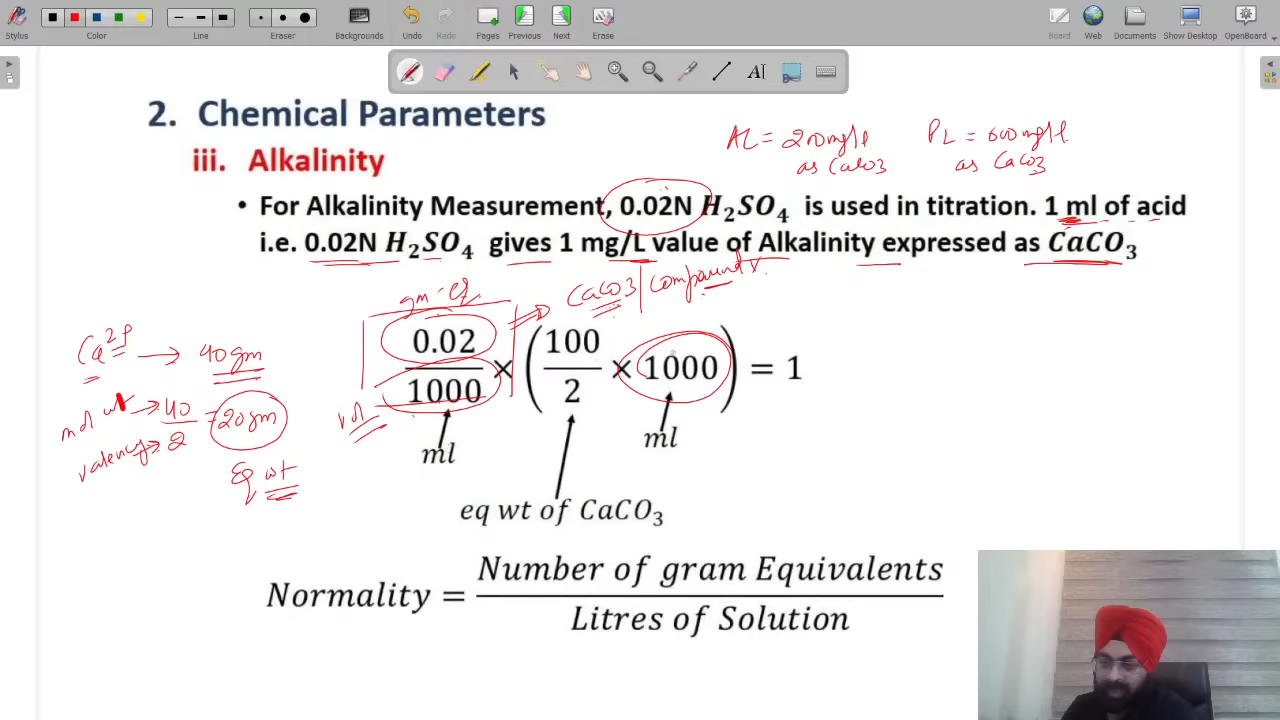 Stylus Color Line Eraser Backgrounds Undo Redo Pages Previous Next Erase Board Web Documents Show Desktop OpenBoard
2. Chemical Parameters
AL = 200mg/l PL = 600mg/l
as CaCO3 as CaCO3
iii. Alkalinity
• For Alkalinity Measurement, 0.02N H₂SO₄ is used in titration. 1 ml of acid
i.e. 0.02N H₂SO₄ gives 1 mg/L value of Alkalinity expressed as CaCO₃
gm-eq CaCO3 | compound
0.02/1000 × (100/2 × 1000) = 1
Ca²⁺ → 40gm
mol wt → 40
valency → 2
= 20gm
Eq wt
vol
ml ml
eq wt of CaCO₃
Normality = Number of gram Equivalents / Litres of Solution